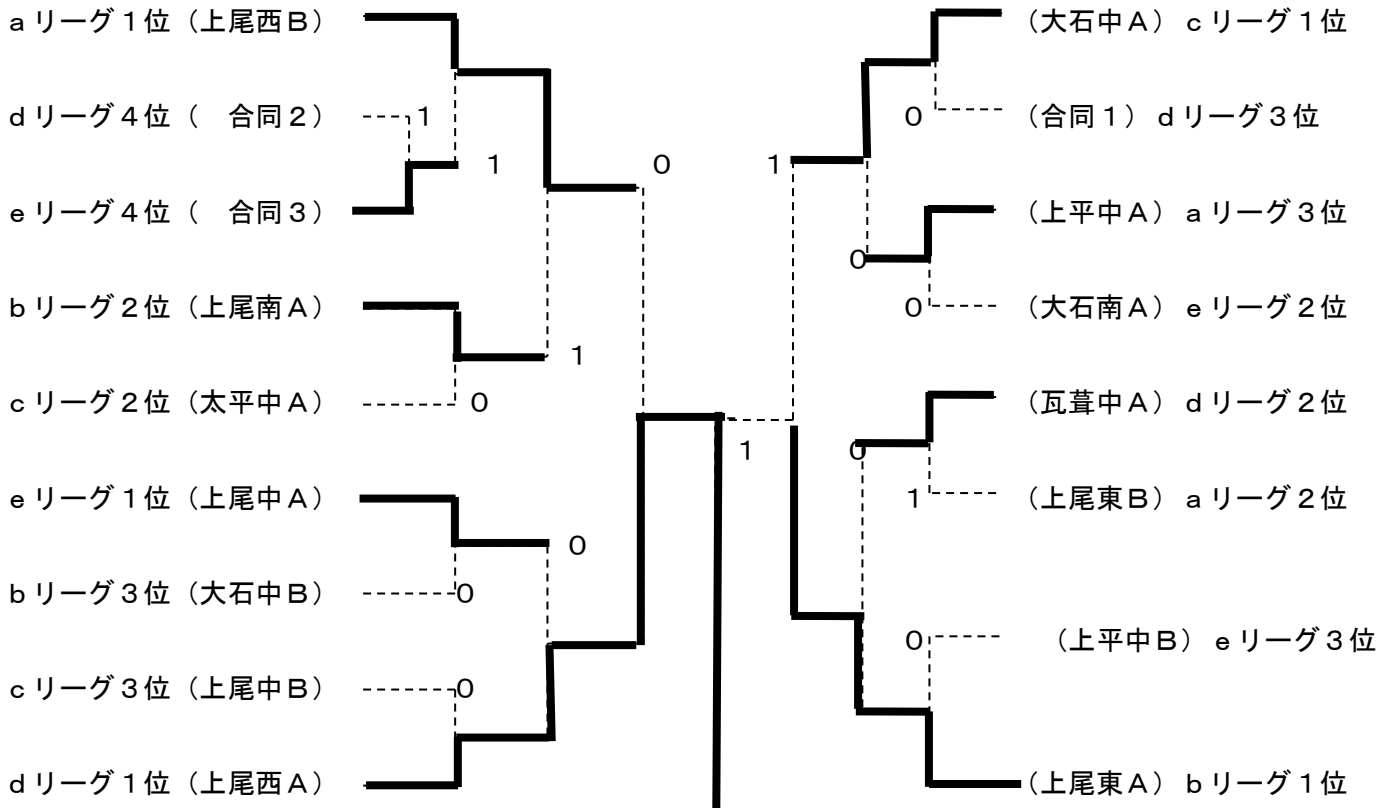 aリーグ1位（上尾西B）
dリーグ4位（　合同2） 1
1
eリーグ4位（　合同3）
bリーグ2位（上尾南A）
1
cリーグ2位（太平中A） 0
eリーグ1位（上尾中A）
0
bリーグ3位（大石中B） 0
cリーグ3位（上尾中B） 0
dリーグ1位（上尾西A）
0
1
1
（大石中A）cリーグ1位
0 （合同1）dリーグ3位
（上平中A）aリーグ3位
0
0 （大石南A）eリーグ2位
（瓦葺中A）dリーグ2位
0
1 （上尾東B）aリーグ2位
0 （上平中B）eリーグ3位
（上尾東A）bリーグ1位